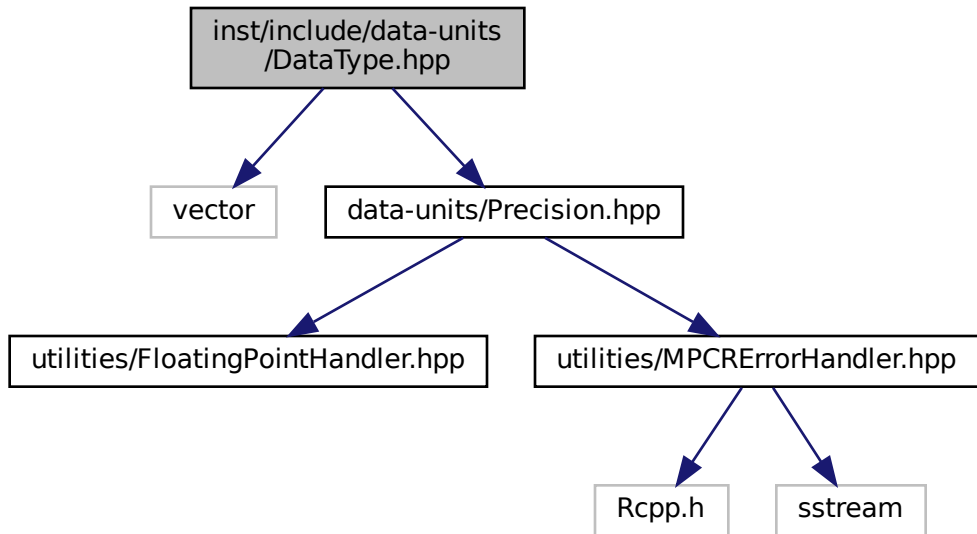 inst/include/data-units
/DataType.hpp
vector
data-units/Precision.hpp
utilities/FloatingPointHandler.hpp
utilities/MPCRErrorHandler.hpp
Rcpp.h
sstream